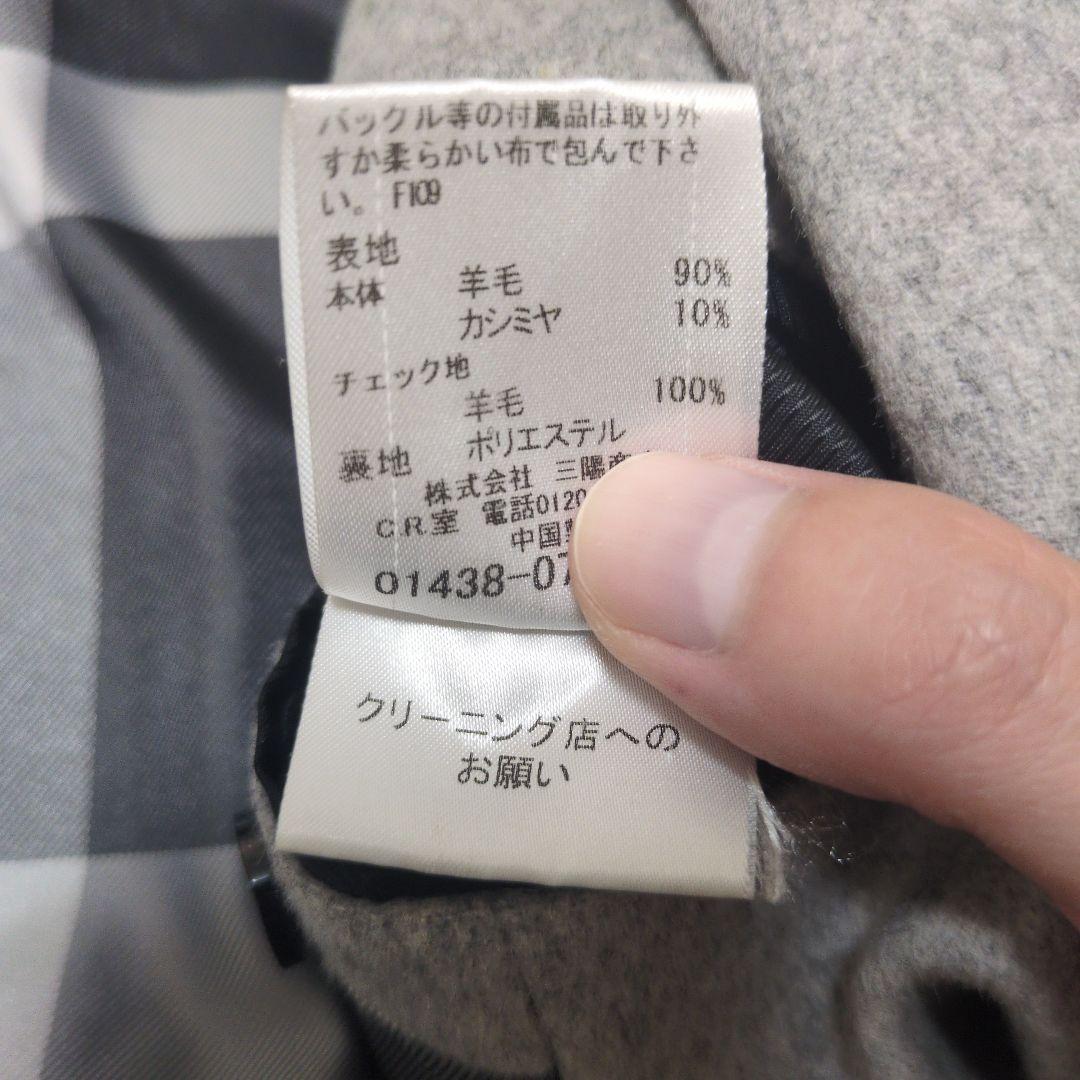 バックル等の付属品は取り外
すか柔らかい布で包んで下さ
い。 FI09
表地
本体 羊毛 90%
カシミヤ 10%
チェック地
羊毛 100%
裏地 ポリエステル
株式会社 三陽商
C.R.室 電話0120
中国
01438-07
クリーニング店への
お願い